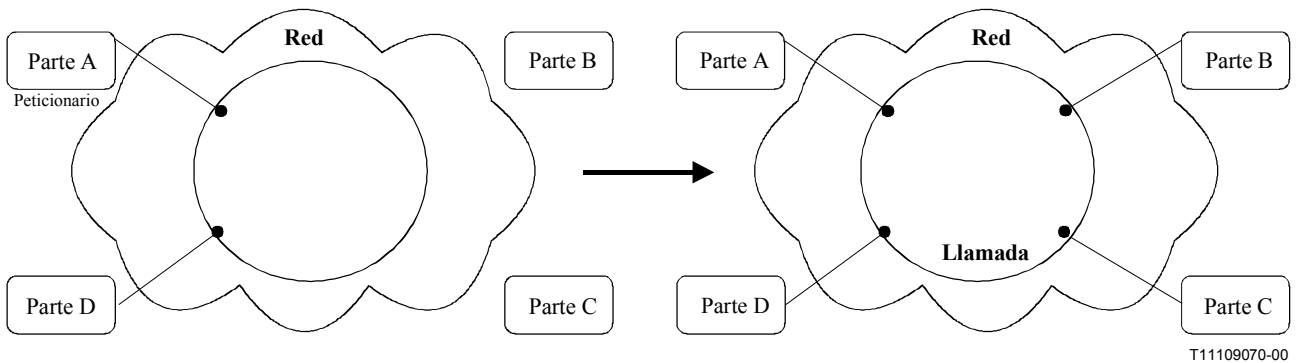 Red
Parte A
Parte B
Peticionario
Parte D
Parte C
Red
Parte A
Parte B
Llamada
Parte D
Parte C
T11109070-00